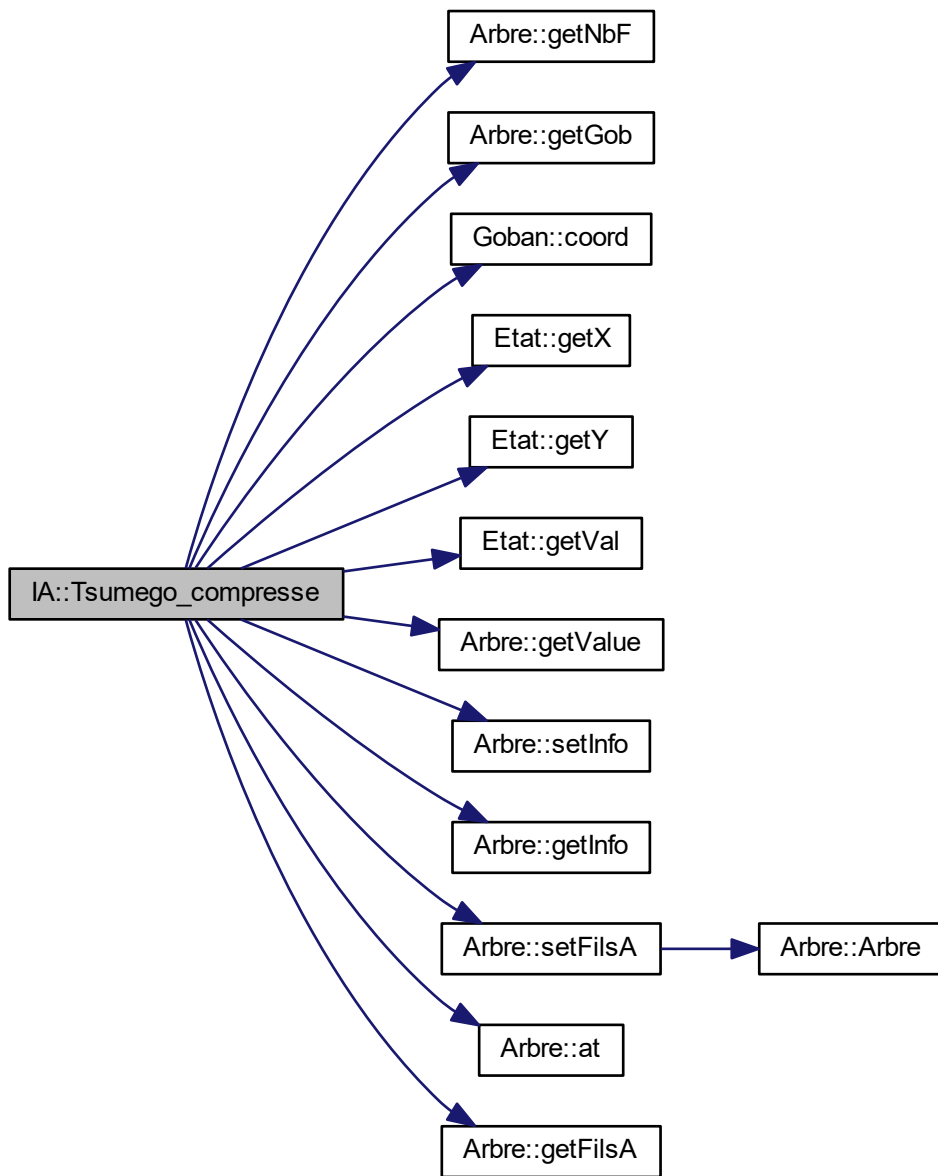 Arbre::getNbF
Arbre::getGob
Goban::coord
Etat::getX
Etat::getY
Etat::getVal
IA::Tsumego_compresse
Arbre::getValue
Arbre::setInfo
Arbre::getInfo
Arbre::setFilsA
Arbre::Arbre
Arbre::at
Arbre::getFilsA